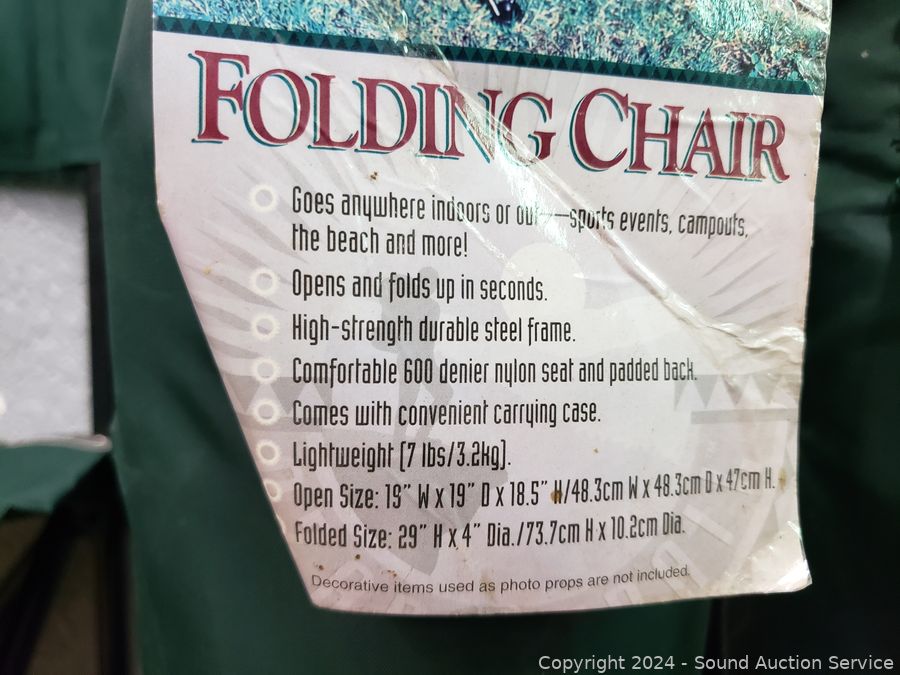 FOLDING CHAIR
Goes anywhere indoors or out—sports events, campouts,
the beach and more!
Opens and folds up in seconds.
High-strength durable steel frame.
Comfortable 600 denier nylon seat and padded back.
Comes with convenient carrying case.
Lightweight (7 lbs/3.2kg).
Open Size: 19" W x 19" D x 18.5" H/48.3cm W x 48.3cm D x 47cm H.
Folded Size: 29" H x 4" Dia./73.7cm H x 10.2cm Dia.
Decorative items used as photo props are not included.
Copyright 2024 - Sound Auction Service